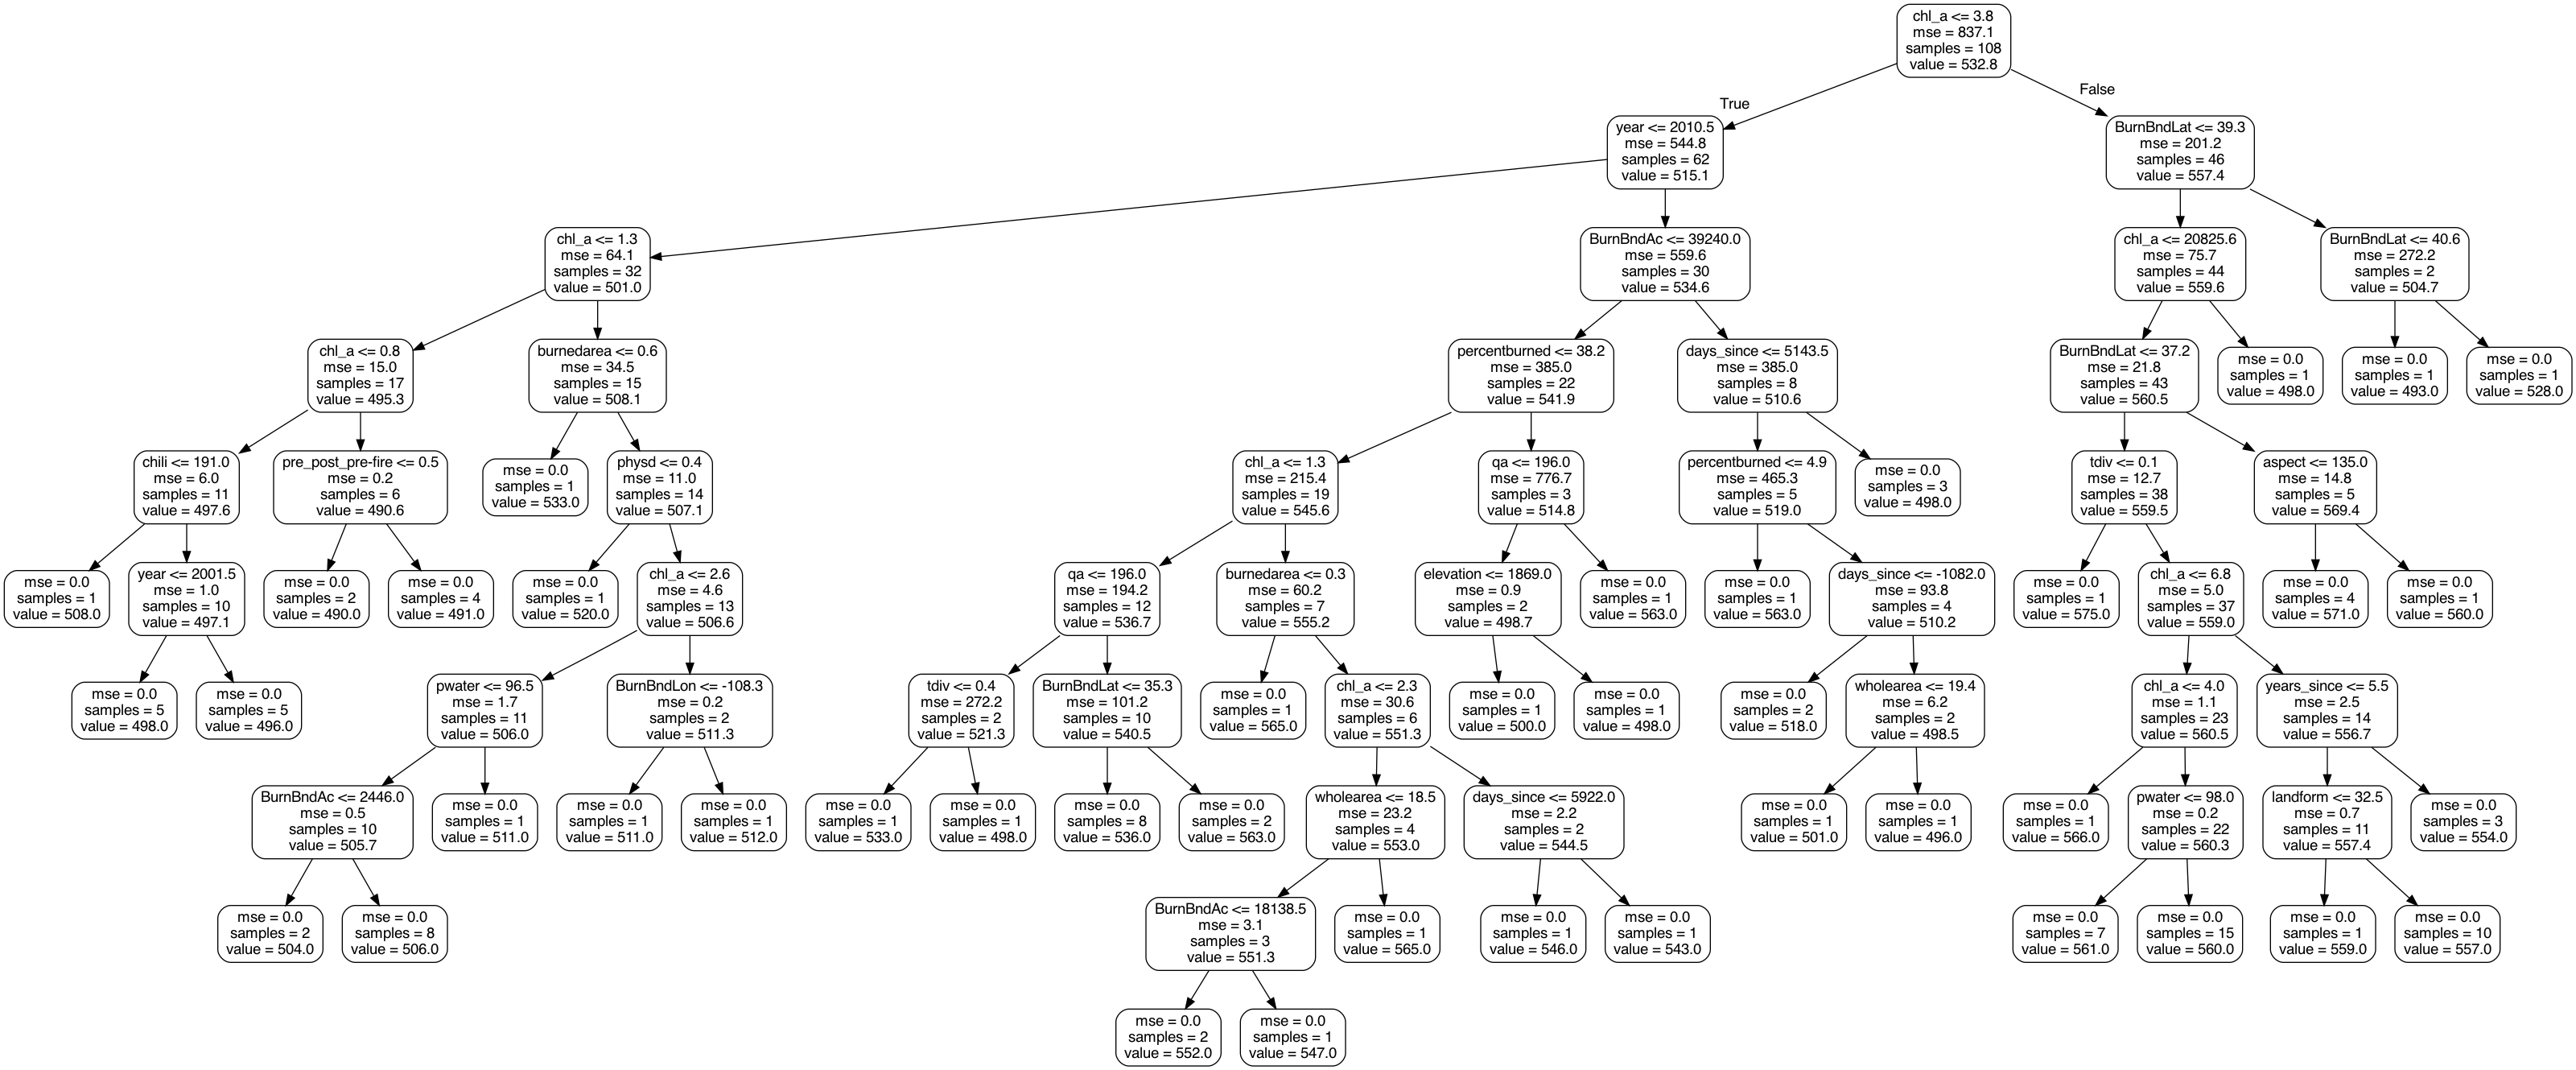 chl_a <= 3.8
mse = 837.1
samples = 108
value = 532.8
True
False
year <= 2010.5
mse = 544.8
samples = 62
value = 515.1
BurnBndLat <= 39.3
mse = 201.2
samples = 46
value = 557.4
chl_a <= 1.3
mse = 64.1
samples = 32
value = 501.0
BurnBndAc <= 39240.0
mse = 559.6
samples = 30
value = 534.6
chl_a <= 20825.6
mse = 75.7
samples = 44
value = 559.6
BurnBndLat <= 40.6
mse = 272.2
samples = 2
value = 504.7
chl_a <= 0.8
mse = 15.0
samples = 17
value = 495.3
burnedarea <= 0.6
mse = 34.5
samples = 15
value = 508.1
percentburned <= 38.2
mse = 385.0
samples = 22
value = 541.9
days_since <= 5143.5
mse = 385.0
samples = 8
value = 510.6
BurnBndLat <= 37.2
mse = 21.8
samples = 43
value = 560.5
mse = 0.0
samples = 1
value = 498.0
mse = 0.0
samples = 1
value = 493.0
mse = 0.0
samples = 1
value = 528.0
chili <= 191.0
mse = 6.0
samples = 11
value = 497.6
pre_post_pre-fire <= 0.5
mse = 0.2
samples = 6
value = 490.6
mse = 0.0
samples = 1
value = 533.0
physd <= 0.4
mse = 11.0
samples = 14
value = 507.1
chl_a <= 1.3
mse = 215.4
samples = 19
value = 545.6
qa <= 196.0
mse = 776.7
samples = 3
value = 514.8
percentburned <= 4.9
mse = 465.3
samples = 5
value = 519.0
mse = 0.0
samples = 3
value = 498.0
tdiv <= 0.1
mse = 12.7
samples = 38
value = 559.5
aspect <= 135.0
mse = 14.8
samples = 5
value = 569.4
mse = 0.0
samples = 1
value = 508.0
year <= 2001.5
mse = 1.0
samples = 10
value = 497.1
mse = 0.0
samples = 2
value = 490.0
mse = 0.0
samples = 4
value = 491.0
mse = 0.0
samples = 1
value = 520.0
chl_a <= 2.6
mse = 4.6
samples = 13
value = 506.6
qa <= 196.0
mse = 194.2
samples = 12
value = 536.7
burnedarea <= 0.3
mse = 60.2
samples = 7
value = 555.2
elevation <= 1869.0
mse = 0.9
samples = 2
value = 498.7
mse = 0.0
samples = 1
value = 563.0
mse = 0.0
samples = 1
value = 563.0
days_since <= -1082.0
mse = 93.8
samples = 4
value = 510.2
mse = 0.0
samples = 1
value = 575.0
chl_a <= 6.8
mse = 5.0
samples = 37
value = 559.0
mse = 0.0
samples = 4
value = 571.0
mse = 0.0
samples = 1
value = 560.0
mse = 0.0
samples = 5
value = 498.0
mse = 0.0
samples = 5
value = 496.0
pwater <= 96.5
mse = 1.7
samples = 11
value = 506.0
BurnBndLon <= -108.3
mse = 0.2
samples = 2
value = 511.3
tdiv <= 0.4
mse = 272.2
samples = 2
value = 521.3
BurnBndLat <= 35.3
mse = 101.2
samples = 10
value = 540.5
mse = 0.0
samples = 1
value = 565.0
chl_a <= 2.3
mse = 30.6
samples = 6
value = 551.3
mse = 0.0
samples = 1
value = 500.0
mse = 0.0
samples = 1
value = 498.0
mse = 0.0
samples = 2
value = 518.0
wholearea <= 19.4
mse = 6.2
samples = 2
value = 498.5
chl_a <= 4.0
mse = 1.1
samples = 23
value = 560.5
years_since <= 5.5
mse = 2.5
samples = 14
value = 556.7
BurnBndAc <= 2446.0
mse = 0.5
samples = 10
value = 505.7
mse = 0.0
samples = 1
value = 511.0
mse = 0.0
samples = 1
value = 511.0
mse = 0.0
samples = 1
value = 512.0
mse = 0.0
samples = 1
value = 533.0
mse = 0.0
samples = 1
value = 498.0
mse = 0.0
samples = 8
value = 536.0
mse = 0.0
samples = 2
value = 563.0
wholearea <= 18.5
mse = 23.2
samples = 4
value = 553.0
days_since <= 5922.0
mse = 2.2
samples = 2
value = 544.5
mse = 0.0
samples = 1
value = 501.0
mse = 0.0
samples = 1
value = 496.0
mse = 0.0
samples = 1
value = 566.0
pwater <= 98.0
mse = 0.2
samples = 22
value = 560.3
landform <= 32.5
mse = 0.7
samples = 11
value = 557.4
mse = 0.0
samples = 3
value = 554.0
mse = 0.0
samples = 2
value = 504.0
mse = 0.0
samples = 8
value = 506.0
BurnBndAc <= 18138.5
mse = 3.1
samples = 3
value = 551.3
mse = 0.0
samples = 1
value = 565.0
mse = 0.0
samples = 1
value = 546.0
mse = 0.0
samples = 1
value = 543.0
mse = 0.0
samples = 7
value = 561.0
mse = 0.0
samples = 15
value = 560.0
mse = 0.0
samples = 1
value = 559.0
mse = 0.0
samples = 10
value = 557.0
mse = 0.0
samples = 2
value = 552.0
mse = 0.0
samples = 1
value = 547.0